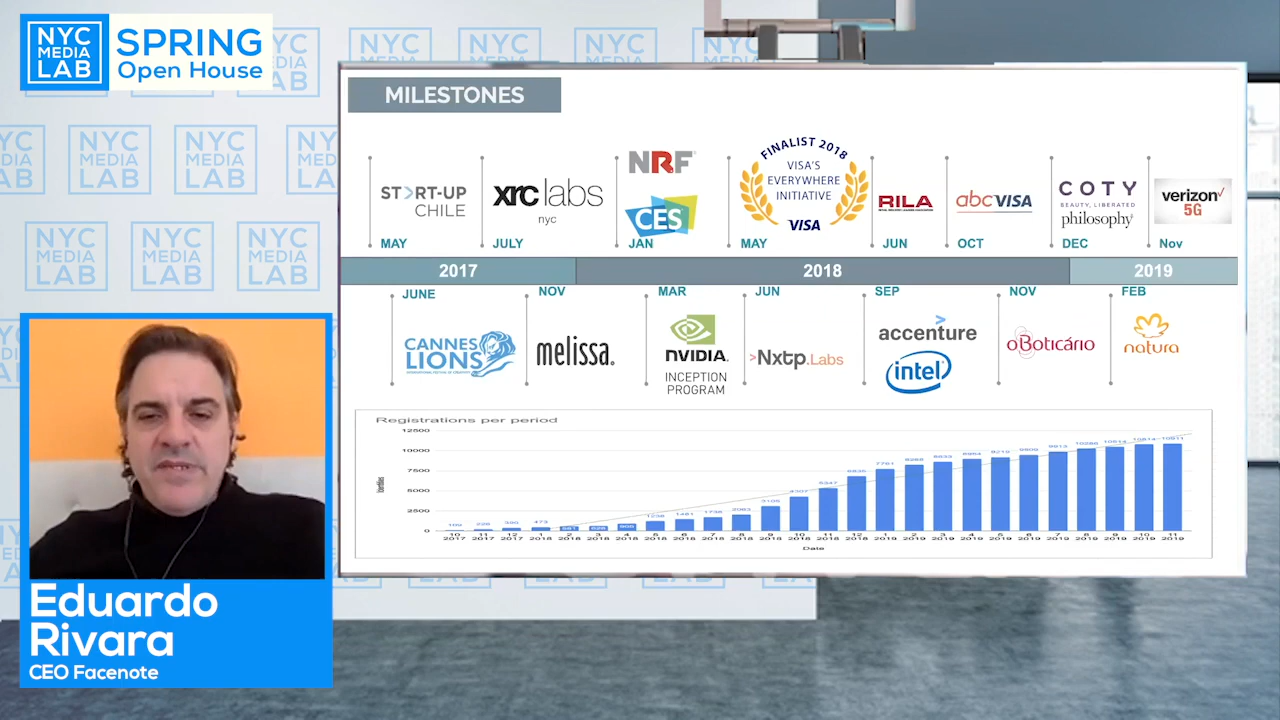 NYC
MEDIA
LAB
SPRING
Open House
MILESTONES
ST>RT-UP
CHILE
xrc labs
nyc
NRF
CES
FINALIST 2018
VISA'S
EVERYWHERE
INITIATIVE
VISA
RILA
abcVISA
COTY
BEAUTY, LIBERATED
philosophy
verizon
5G
MAY
JULY
JAN
MAY
JUN
OCT
DEC
Nov
2017
2018
2019
JUNE
NOV
MAR
JUN
SEP
NOV
FEB
CANNES
LIONS
melissa.
NVIDIA.
INCEPTION
PROGRAM
>Nxtp.Labs
accenture
intel
oBoticário
natura
Registrations per period
12500
10000
7500
5000
2500
0
Date
Eduardo
Rivara
CEO Facenote